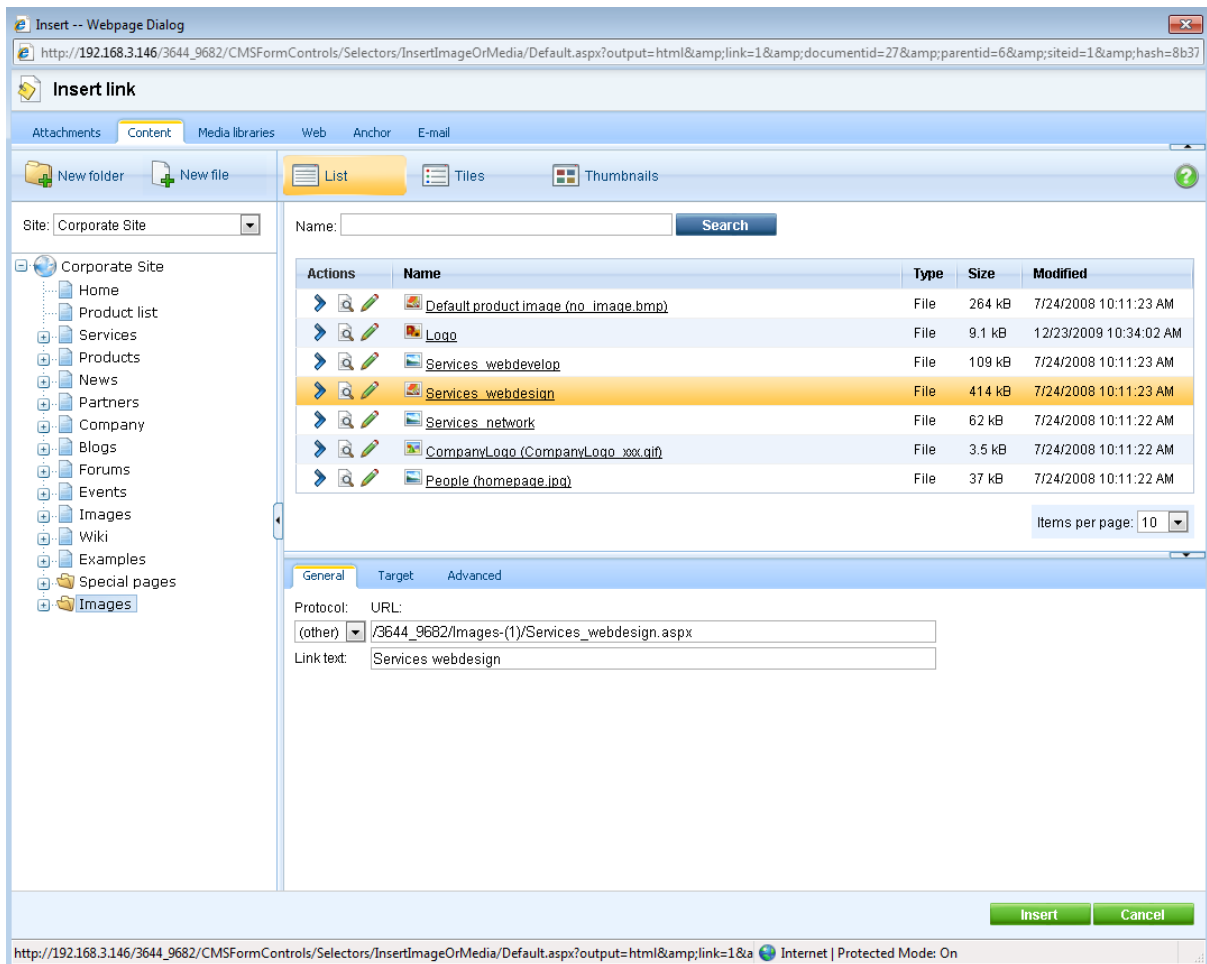 Insert -- Webpage Dialog
http://192.168.3.146/3644_9682/CMSFormControls/Selectors/InsertImageOrMedia/Default.aspx?output=html&amp;link=1&amp;documentid=27&amp;parentid=6&amp;siteid=1&amp;hash=8b37
Insert link
Attachments Content Media libraries Web Anchor E-mail
New folder New file List Tiles Thumbnails
Site: Corporate Site
Name: Search
Corporate Site
Home
Product list
Services
Products
News
Partners
Company
Blogs
Forums
Events
Images
Wiki
Examples
Special pages
Images
Actions Name Type Size Modified
Default product image (no_image.bmp) File 264 kB 7/24/2008 10:11:23 AM
Logo File 9.1 kB 12/23/2009 10:34:02 AM
Services_webdevelop File 109 kB 7/24/2008 10:11:23 AM
Services_webdesign File 414 kB 7/24/2008 10:11:23 AM
Services_network File 62 kB 7/24/2008 10:11:22 AM
CompanyLogo (CompanyLogo_xxx.gif) File 3.5 kB 7/24/2008 10:11:22 AM
People (homepage.jpg) File 37 kB 7/24/2008 10:11:22 AM
Items per page: 10
General Target Advanced
Protocol: URL:
(other) /3644_9682/Images-(1)/Services_webdesign.aspx
Link text: Services webdesign
Insert Cancel
http://192.168.3.146/3644_9682/CMSFormControls/Selectors/InsertImageOrMedia/Default.aspx?output=html&amp;link=1&a Internet | Protected Mode: On